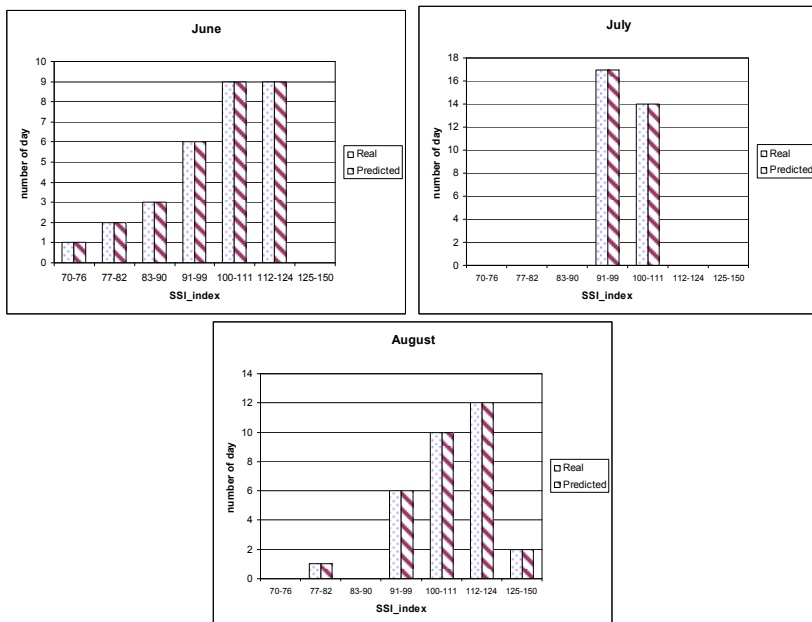 June
10
9
8
7
6
5
4
3
2
1
0
number of day
70-76 77-82 83-90 91-99 100-111 112-124 125-150
SSI_index
Real
Predicted
July
18
16
14
12
10
8
6
4
2
0
number of day
70-76 77-82 83-90 91-99 100-111 112-124 125-150
SSI_index
Real
Predicted
August
14
12
10
8
6
4
2
0
number of day
70-76 77-82 83-90 91-99 100-111 112-124 125-150
SSI_index
Real
Predicted